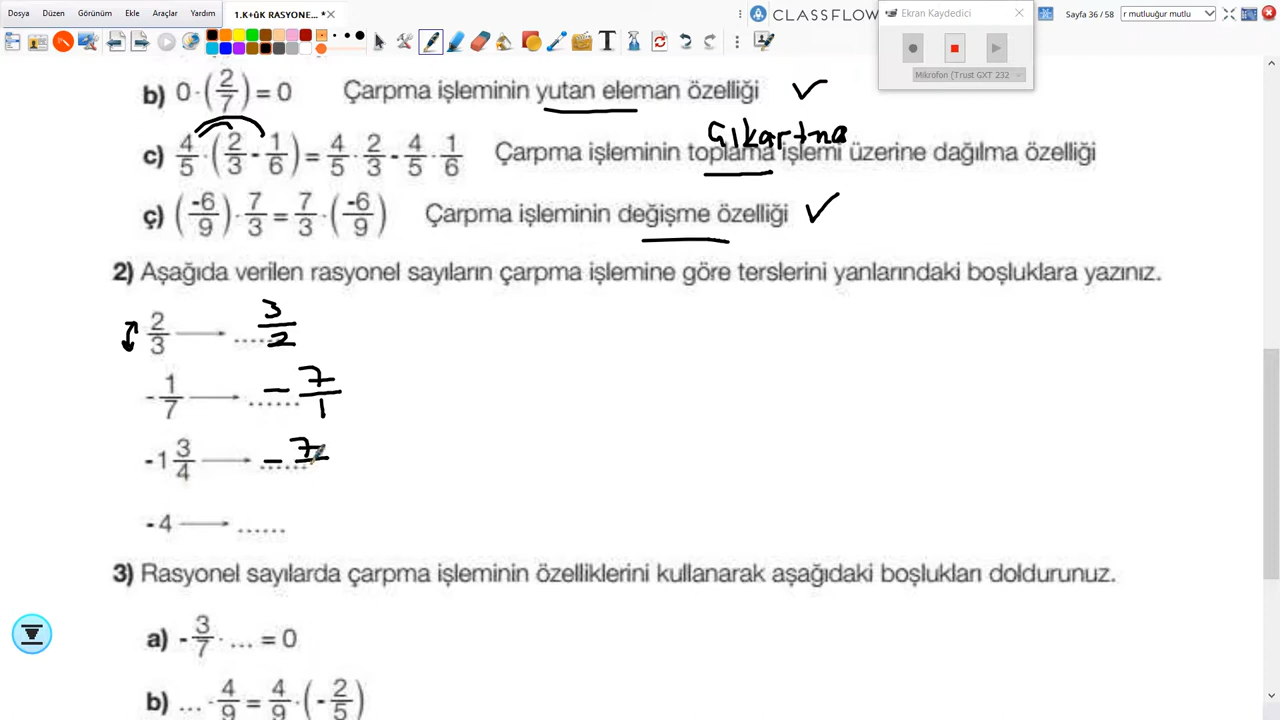 Dosya Düzen Görünüm Ekle Araçlar Yardım 1.K+ûK RASYONE... *
CLASSFLOW
Ekran Kaydedici
Sayfa 36 / 58
r mutluuğur mutlu
Mikrofon (Trust GXT 232
b) 0 · (2/7) = 0 Çarpma işleminin yutan eleman özelliği ✓
Çıkartma
c) 4/5 · (2/3 - 1/6) = 4/5 · 2/3 - 4/5 · 1/6 Çarpma işleminin toplama işlemi üzerine dağılma özelliği
ç) (-6/9) · 7/3 = 7/3 · (-6/9) Çarpma işleminin değişme özelliği ✓
2) Aşağıda verilen rasyonel sayıların çarpma işlemine göre terslerini yanlarındaki boşluklara yazınız.
2/3 → ...... 3/2
-1/7 → ...... - 7/1
-1 3/4 → ...... - 7
-4 → ......
3) Rasyonel sayılarda çarpma işleminin özelliklerini kullanarak aşağıdaki boşlukları doldurunuz.
a) - 3/7 · ... = 0
b) ... · 4/9 = 4/9 · (- 2/5)